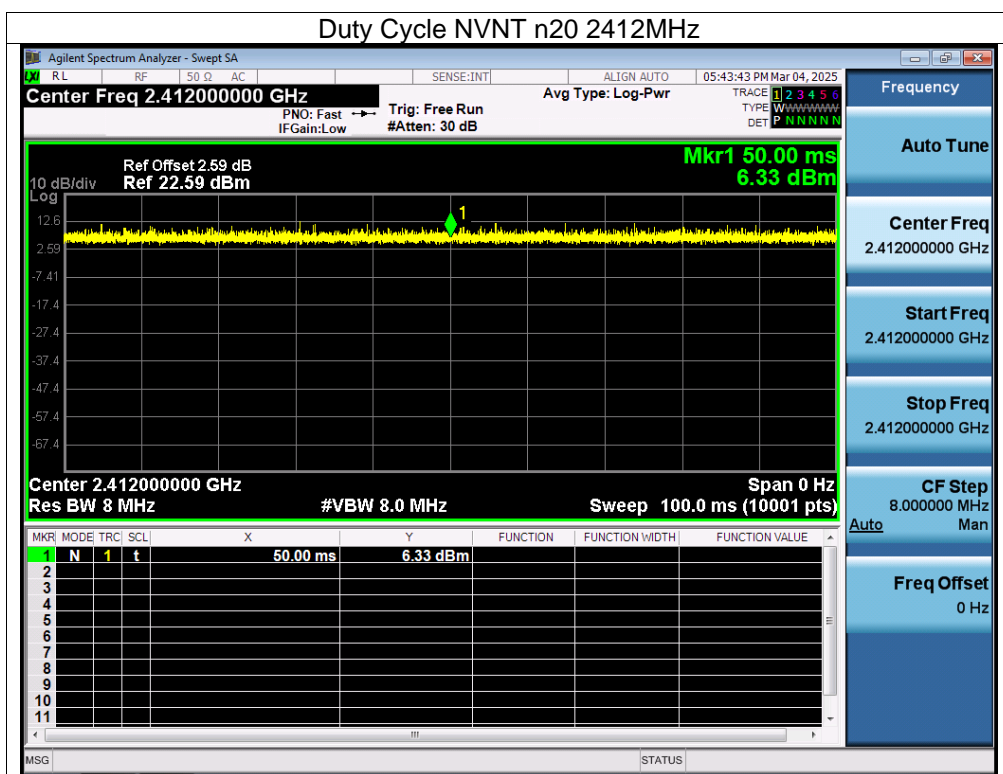 Duty Cycle NVNT n20 2412MHz
Agilent Spectrum Analyzer - Swept SA
LXI RL RF 50 Ω AC SENSE:INT ALIGN AUTO 05:43:43 PM Mar 04, 2025
Center Freq 2.412000000 GHz
PNO: Fast
IFGain:Low
Trig: Free Run
#Atten: 30 dB
Avg Type: Log-Pwr
TRACE 1 2 3 4 5 6
TYPE WWWWWW
DET P N N N N N
Mkr1 50.00 ms
6.33 dBm
Ref Offset 2.59 dB
10 dB/div Ref 22.59 dBm
Log
12.6
2.59
-7.41
-17.4
-27.4
-37.4
-47.4
-57.4
-67.4
1
Center 2.412000000 GHz Span 0 Hz
Res BW 8 MHz #VBW 8.0 MHz Sweep 100.0 ms (10001 pts)
MKR MODE TRC SCL X Y FUNCTION FUNCTION WIDTH FUNCTION VALUE
1 N 1 t 50.00 ms 6.33 dBm
2
3
4
5
6
7
8
9
10
11
MSG STATUS
Frequency
Auto Tune
Center Freq
2.412000000 GHz
Start Freq
2.412000000 GHz
Stop Freq
2.412000000 GHz
CF Step
8.000000 MHz
Auto Man
Freq Offset
0 Hz